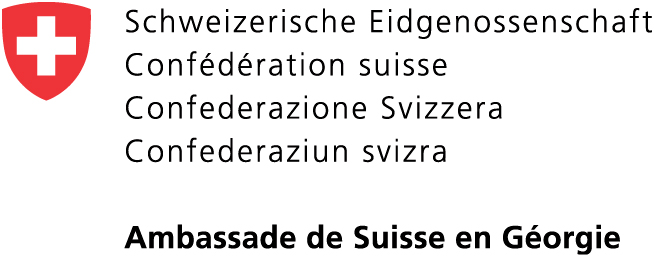 Schweizerische Eidgenossenschaft
Confédération suisse
Confederazione Svizzera
Confederaziun svizra
Ambassade de Suisse en Géorgie